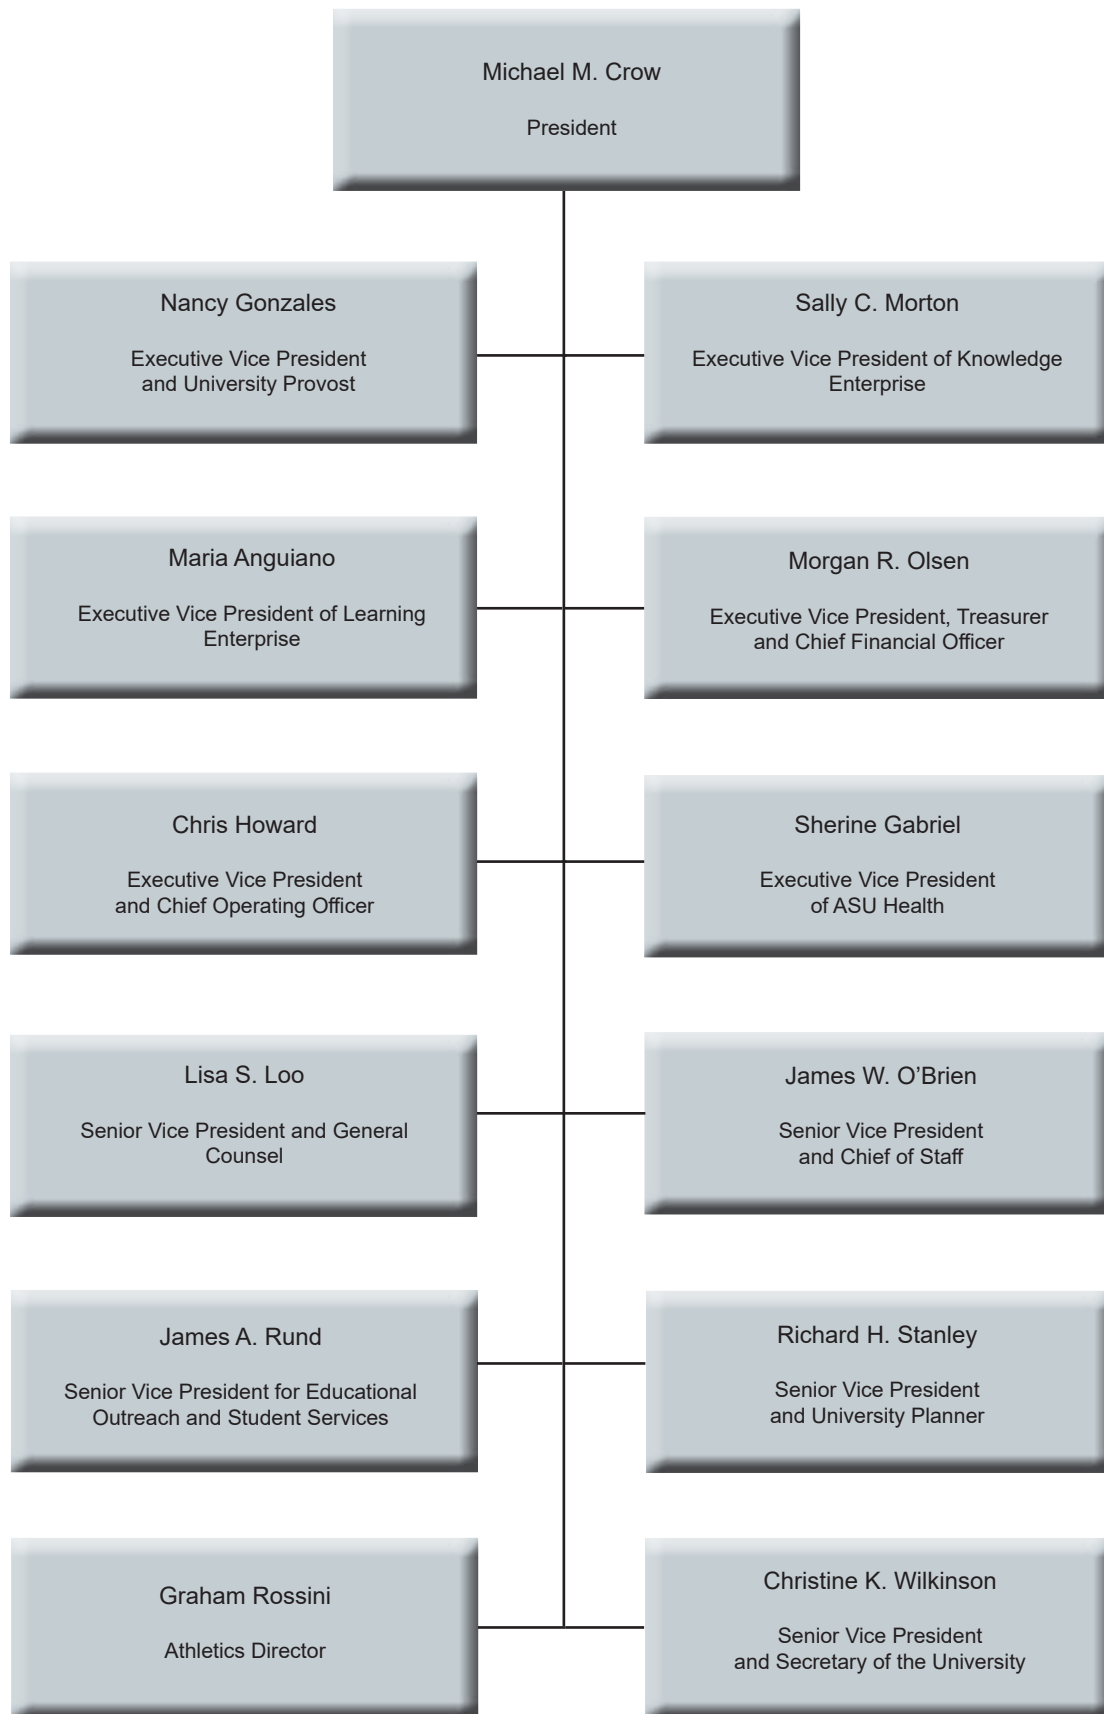 Michael M. Crow
President
Nancy Gonzales
Executive Vice President
and University Provost
Sally C. Morton
Executive Vice President of Knowledge
Enterprise
Maria Anguiano
Executive Vice President of Learning
Enterprise
Morgan R. Olsen
Executive Vice President, Treasurer
and Chief Financial Officer
Chris Howard
Executive Vice President
and Chief Operating Officer
Sherine Gabriel
Executive Vice President
of ASU Health
Lisa S. Loo
Senior Vice President and General
Counsel
James W. O’Brien
Senior Vice President
and Chief of Staff
James A. Rund
Senior Vice President for Educational
Outreach and Student Services
Richard H. Stanley
Senior Vice President
and University Planner
Graham Rossini
Athletics Director
Christine K. Wilkinson
Senior Vice President
and Secretary of the University